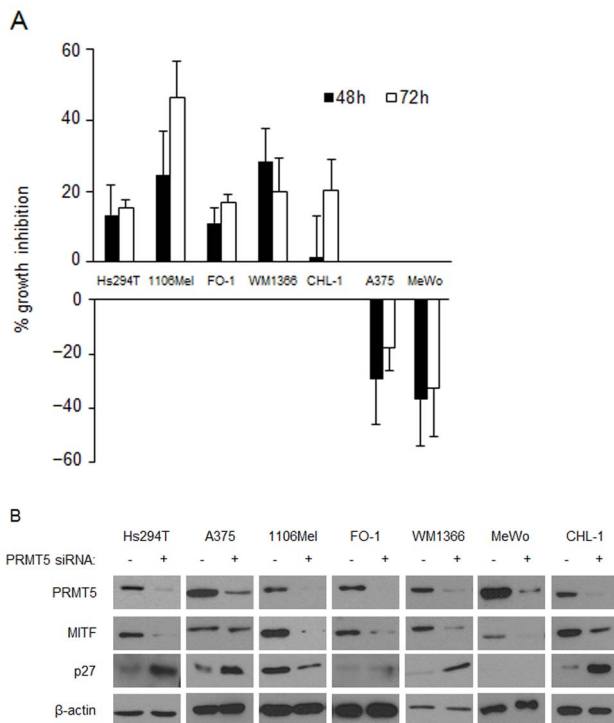 A
60
40
20
0
■48h □72h
Hs294T 1106Mel FO-1 WM1366 CHL-1 A375 MeWo
% growth inhibition
0
−20
−40
−60
B
Hs294T A375 1106Mel FO-1 WM1366 MeWo CHL-1
PRMT5 siRNA: - + - + - + - + - + - + - +
PRMT5
MITF
p27
β-actin